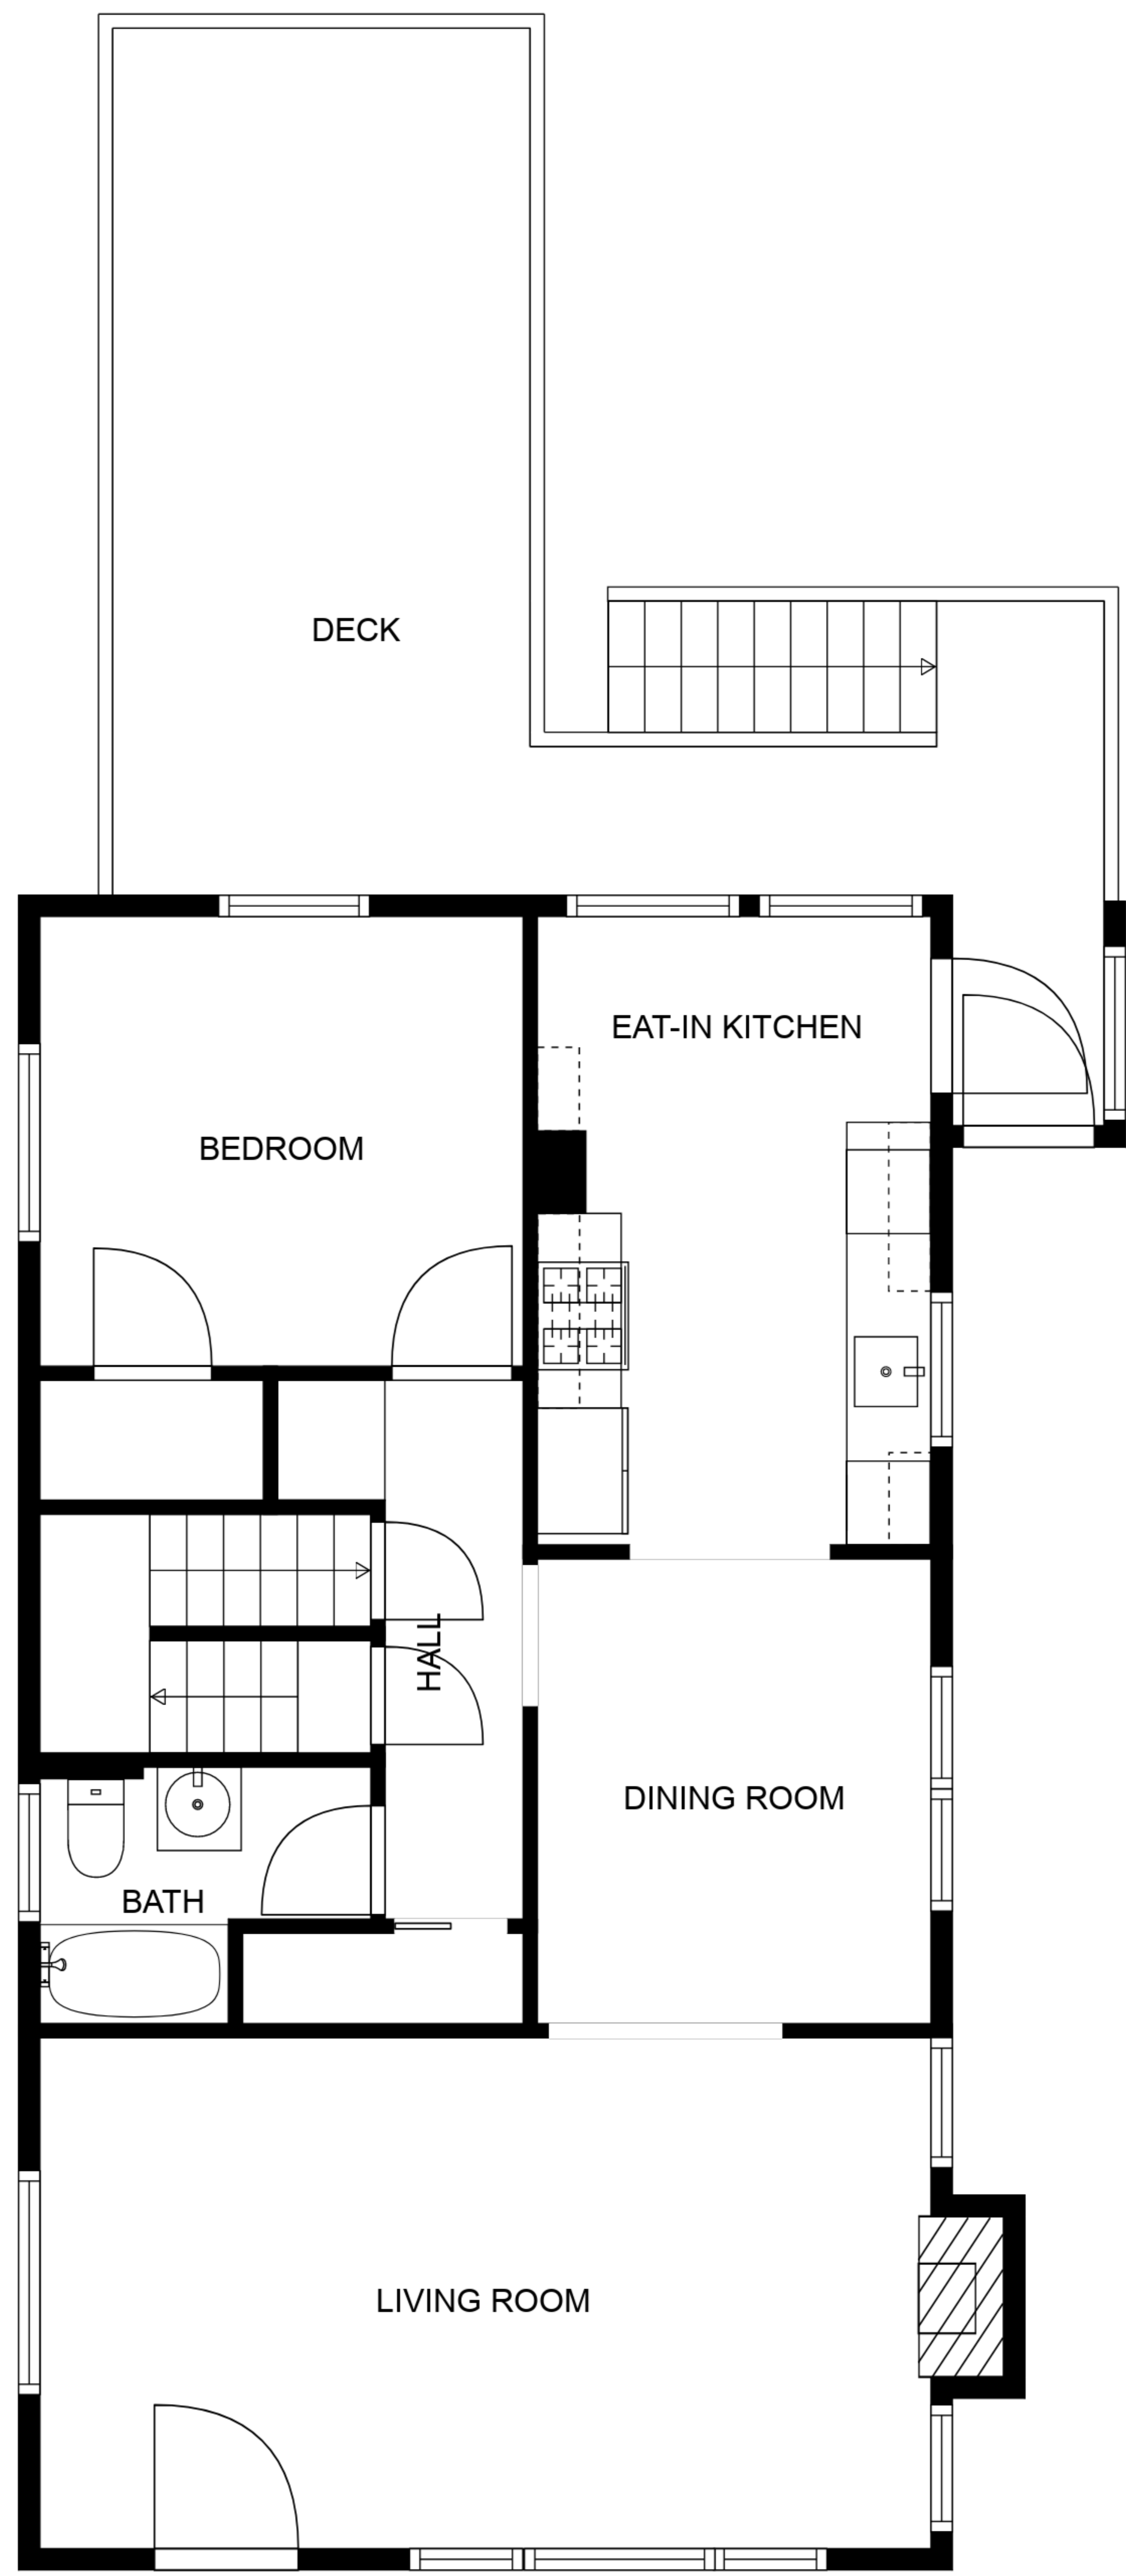 DECK
EAT-IN KITCHEN
BEDROOM
HALL
DINING ROOM
BATH
LIVING ROOM